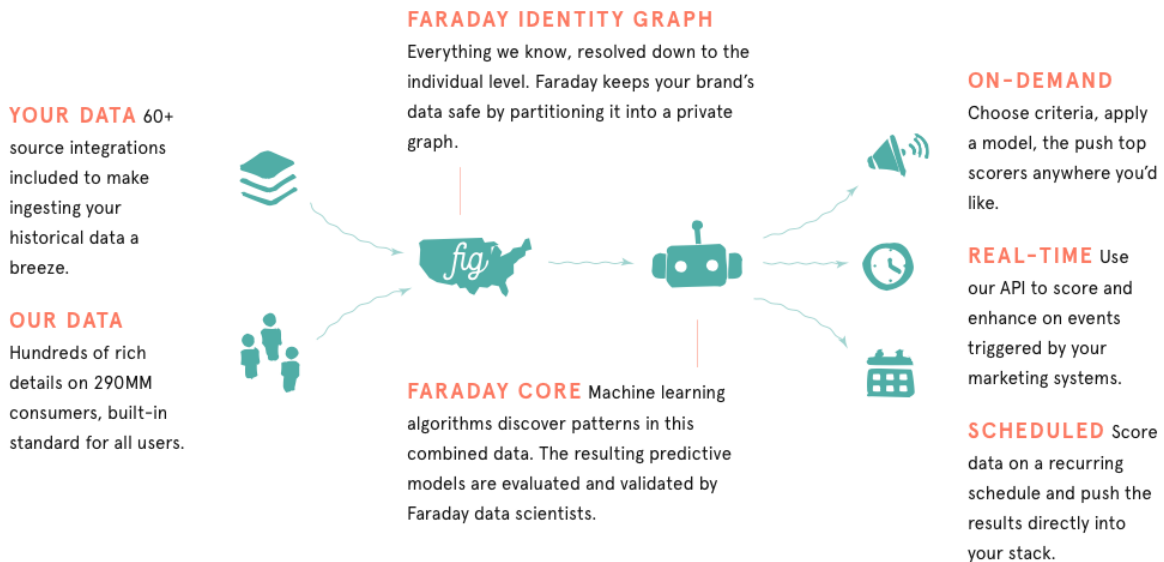 YOUR DATA 60+
source integrations
included to make
ingesting your
historical data a
breeze.
OUR DATA
Hundreds of rich
details on 290MM
consumers, built-in
standard for all users.
FARADAY IDENTITY GRAPH
Everything we know, resolved down to the
individual level. Faraday keeps your brand's
data safe by partitioning it into a private
graph.
fig
FARADAY CORE Machine learning
algorithms discover patterns in this
combined data. The resulting predictive
models are evaluated and validated by
Faraday data scientists.
ON-DEMAND
Choose criteria, apply
a model, the push top
scorers anywhere you'd
like.
REAL-TIME Use
our API to score and
enhance on events
triggered by your
marketing systems.
SCHEDULED Score
data on a recurring
schedule and push the
results directly into
your stack.